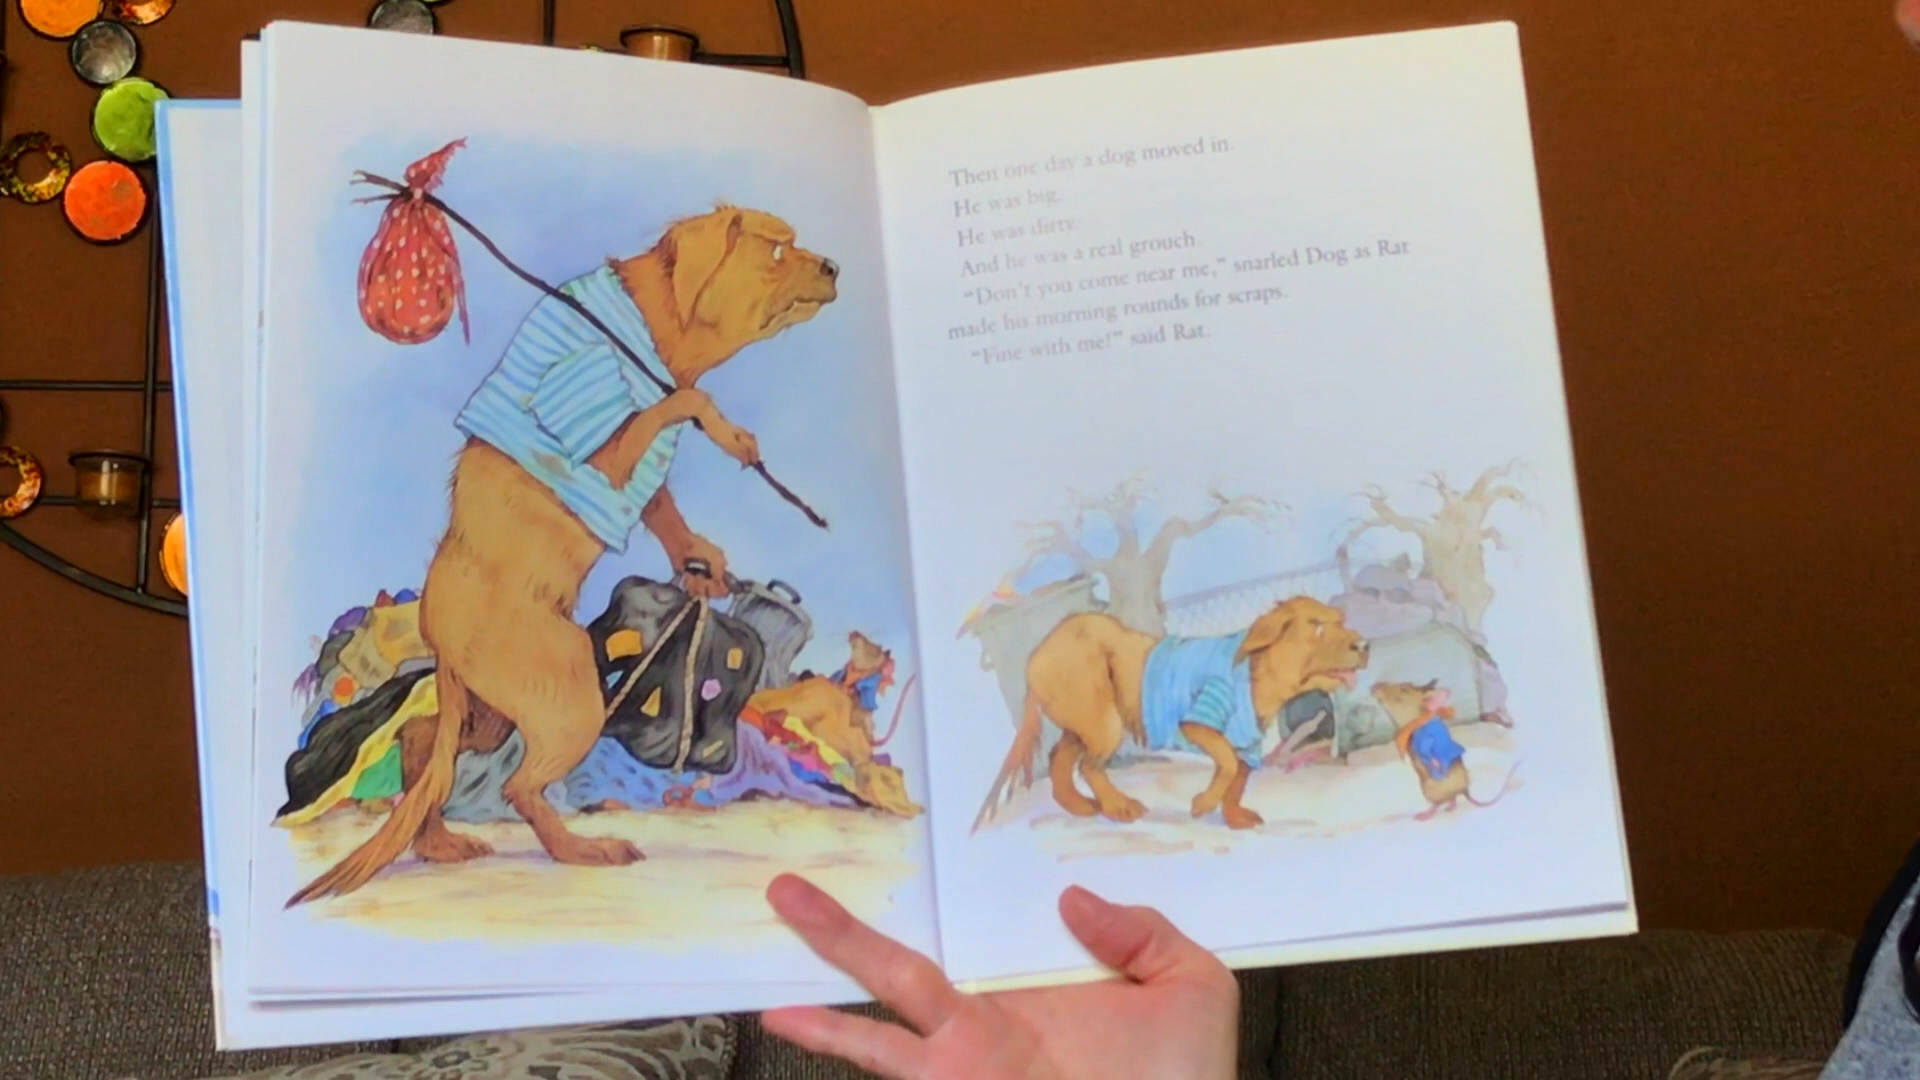 Then one day a dog moved in.
He was big.
He was dirty.
And he was a real grouch.
“Don’t you come near me,” snarled Dog as Rat
made his morning rounds for scraps.
“Fine with me!” said Rat.